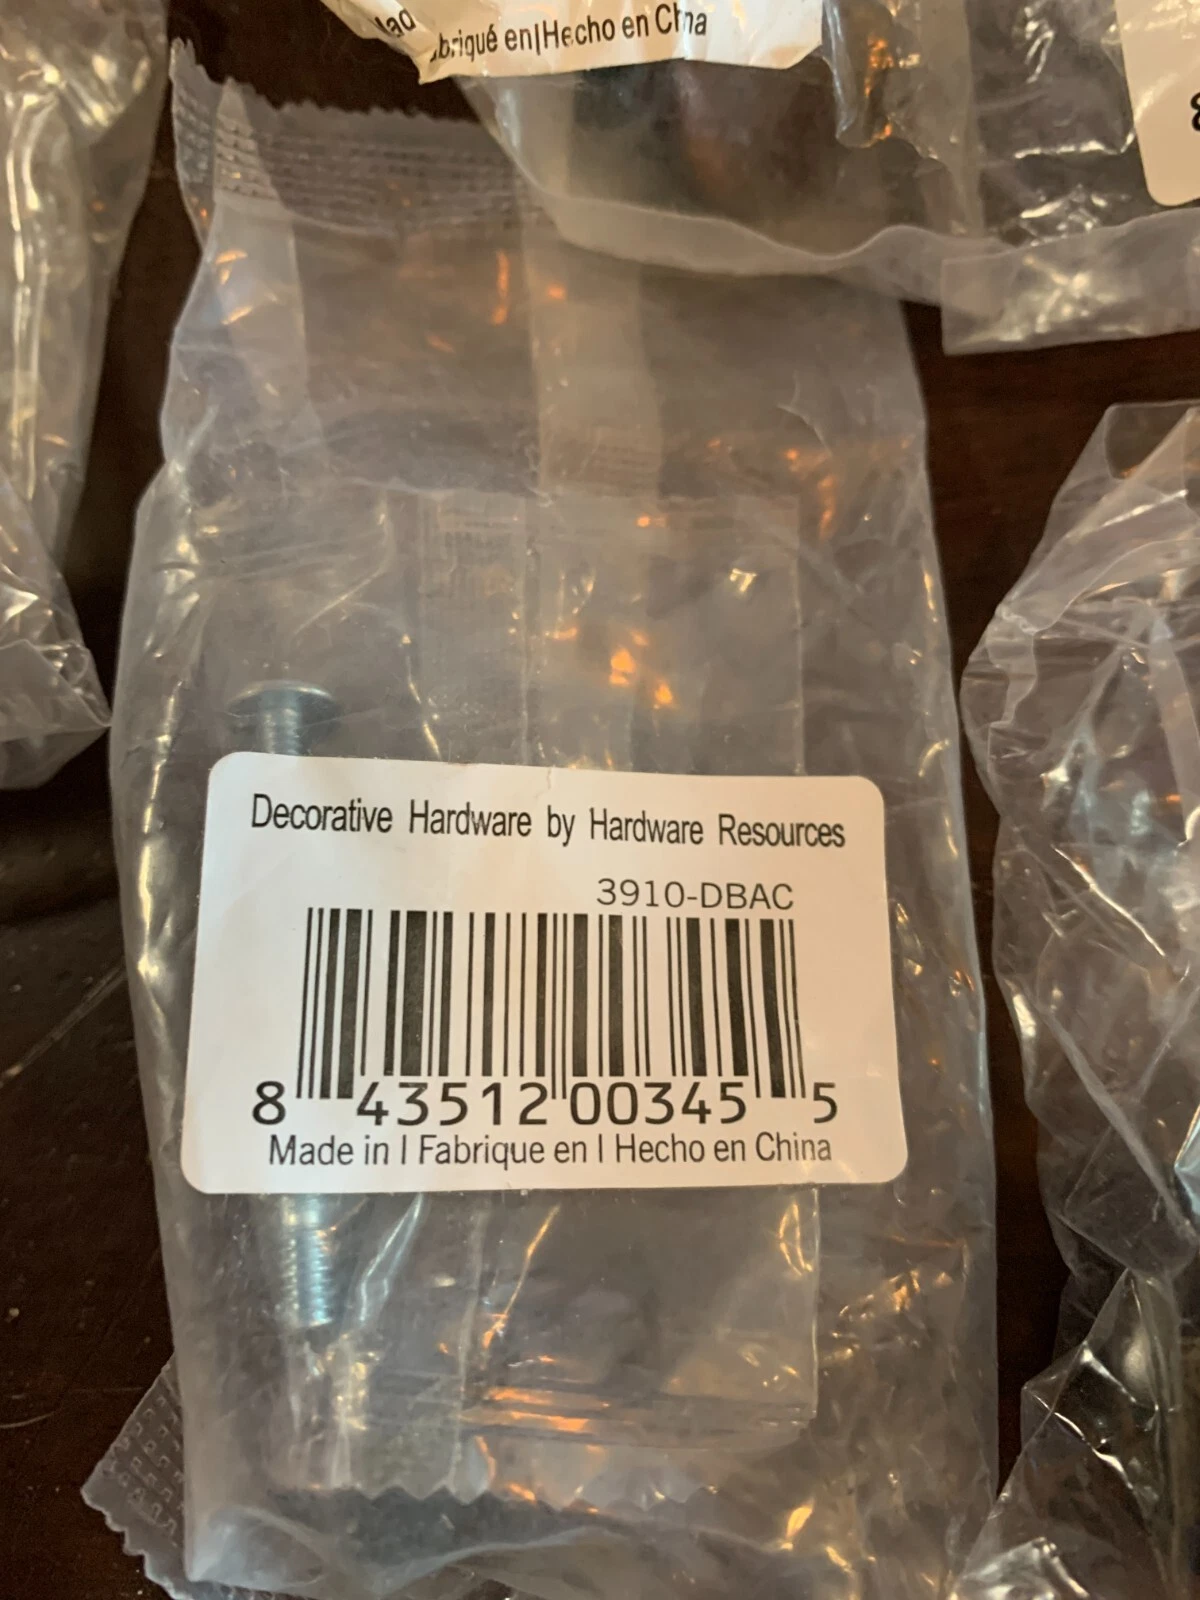 en|Hecho en China
Decorative Hardware by Hardware Resources
3910-DBAC
8 43512 00345 5
Made in | Fabrique en | Hecho en China